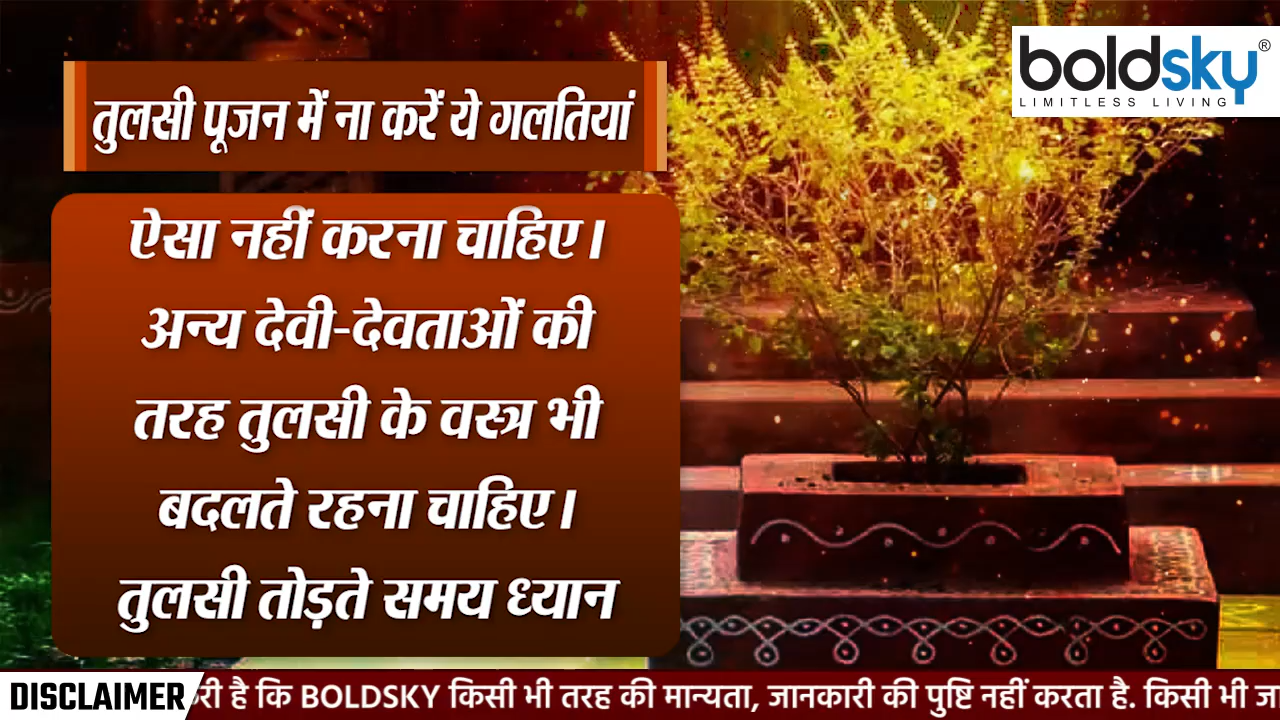 boldsky®
LIMITLESS LIVING
तुलसी पूजन में ना करें ये गलतियां
ऐसा नहीं करना चाहिए।
अन्य देवी-देवताओं की
तरह तुलसी के वस्त्र भी
बदलते रहना चाहिए।
तुलसी तोड़ते समय ध्यान
DISCLAIMER
है कि BOLDSKY किसी भी तरह की मान्यता, जानकारी की पुष्टि नहीं करता है. किसी भी